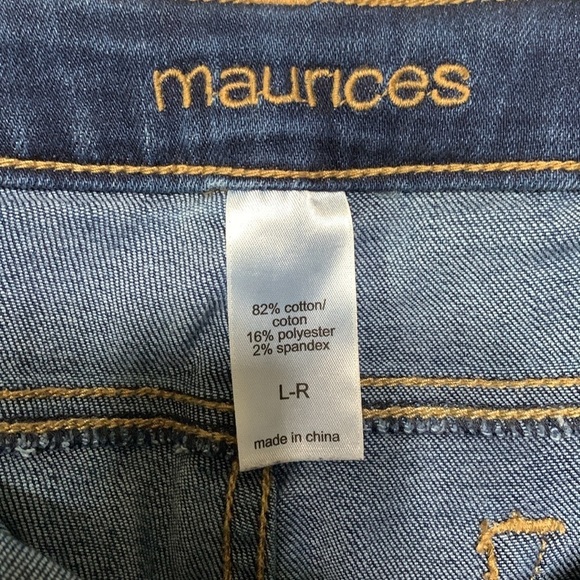 maurices
82% cotton/
coton
16% polyester
2% spandex
L-R
made in china